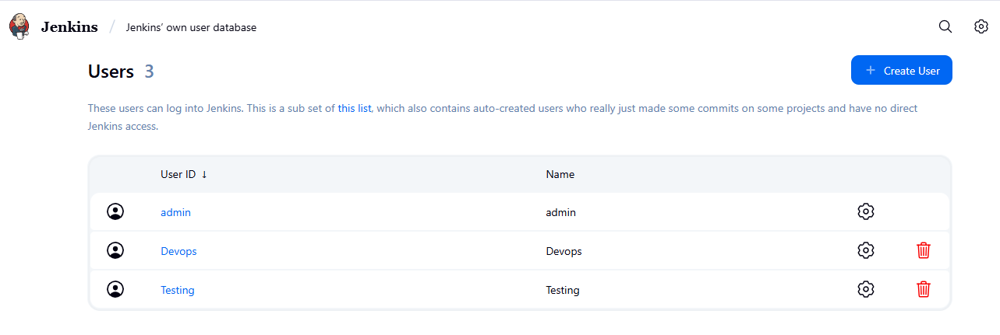 Jenkins / Jenkins’ own user database
Users 3
+ Create User
These users can log into Jenkins. This is a sub set of this list, which also contains auto-created users who really just made some commits on some projects and have no direct
Jenkins access.
User ID ↓ Name
admin admin
Devops Devops
Testing Testing